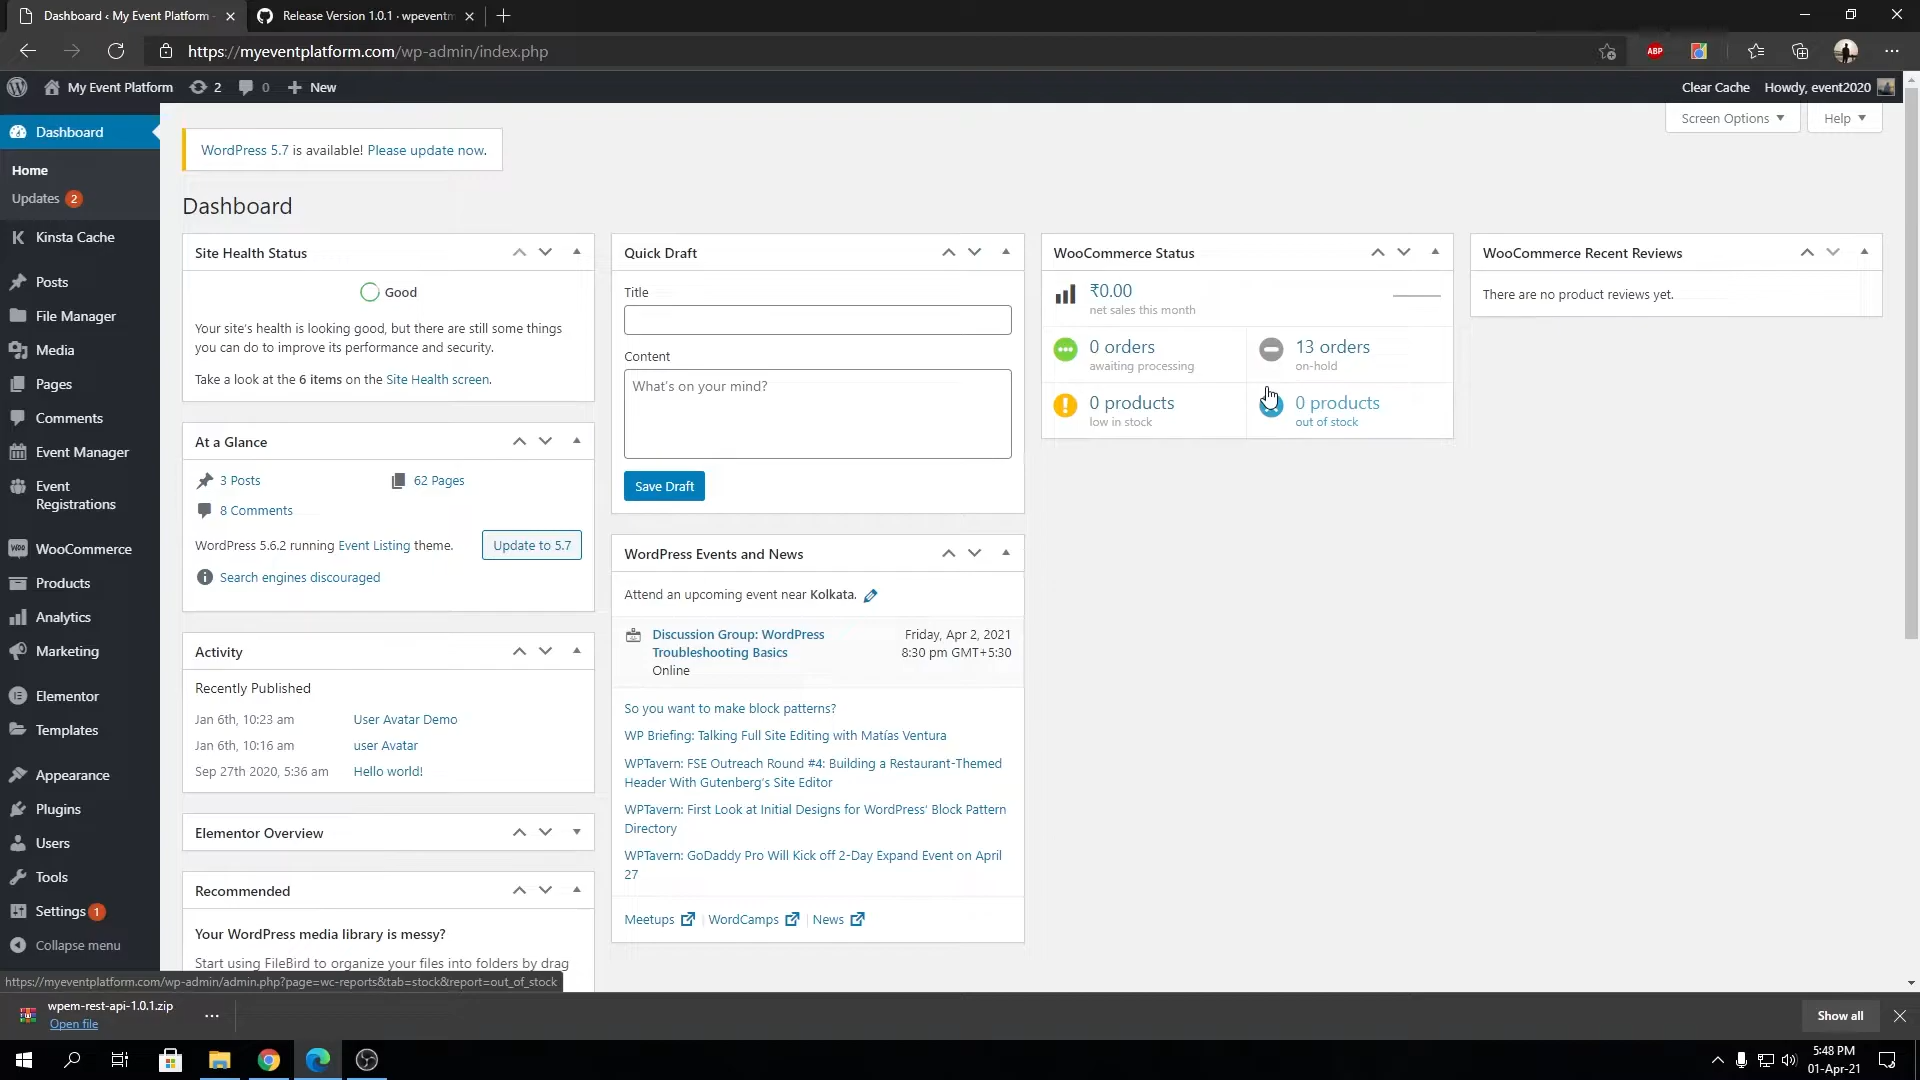 Dashboard ‹ My Event Platform -
Release Version 1.0.1 · wpeventm
https://myeventplatform.com/wp-admin/index.php
ABP
My Event Platform
2
0
New
Clear Cache
Howdy, event2020
Dashboard
Home
Updates 2
Kinsta Cache
Posts
File Manager
Media
Pages
Comments
Event Manager
Event
Registrations
WooCommerce
Products
Analytics
Marketing
Elementor
Templates
Appearance
Plugins
Users
Tools
Settings 1
Collapse menu
Screen Options
Help
WordPress 5.7 is available! Please update now.
Dashboard
Site Health Status
Good
Your site's health is looking good, but there are still some things
you can do to improve its performance and security.
Take a look at the 6 items on the Site Health screen.
At a Glance
3 Posts
62 Pages
8 Comments
WordPress 5.6.2 running Event Listing theme.
Update to 5.7
Search engines discouraged
Activity
Recently Published
Jan 6th, 10:23 am
User Avatar Demo
Jan 6th, 10:16 am
user Avatar
Sep 27th 2020, 5:36 am
Hello world!
Elementor Overview
Recommended
Your WordPress media library is messy?
Start using FileBird to organize your files into folders by drag
Quick Draft
Title
Content
What's on your mind?
Save Draft
WordPress Events and News
Attend an upcoming event near Kolkata.
Discussion Group: WordPress
Troubleshooting Basics
Online
Friday, Apr 2, 2021
8:30 pm GMT+5:30
So you want to make block patterns?
WP Briefing: Talking Full Site Editing with Matías Ventura
WPTavern: FSE Outreach Round #4: Building a Restaurant-Themed
Header With Gutenberg's Site Editor
WPTavern: First Look at Initial Designs for WordPress' Block Pattern
Directory
WPTavern: GoDaddy Pro Will Kick off 2-Day Expand Event on April
27
Meetups
WordCamps
News
WooCommerce Status
₹0.00
net sales this month
0 orders
awaiting processing
13 orders
on-hold
0 products
low in stock
0 products
out of stock
WooCommerce Recent Reviews
There are no product reviews yet.
https://myeventplatform.com/wp-admin/admin.php?page=wc-reports&tab=stock&report=out_of_stock
wpem-rest-api-1.0.1.zip
Open file
Show all
5:48 PM
01-Apr-21